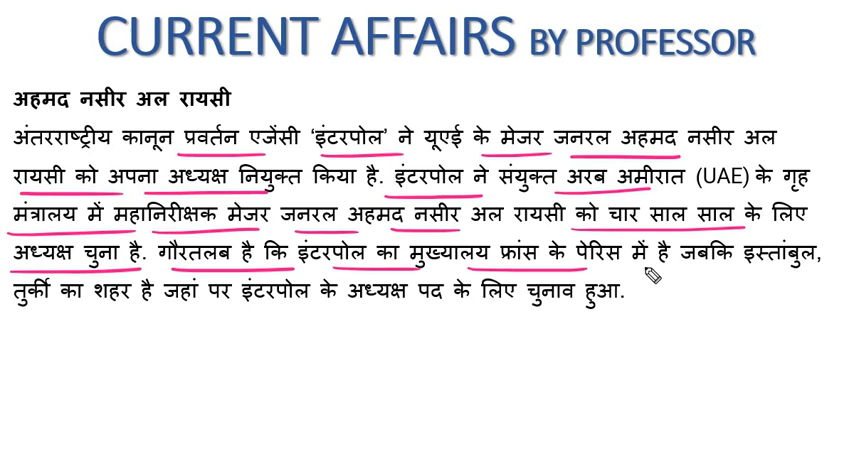 CURRENT AFFAIRS BY PROFESSOR
अहमद नसीर अल रायसी
अंतरराष्ट्रीय कानून प्रवर्तन एजेंसी 'इंटरपोल' ने यूएई के मेजर जनरल अहमद नसीर अल
रायसी को अपना अध्यक्ष नियुक्त किया है. इंटरपोल ने संयुक्त अरब अमीरात (UAE) के गृह
मंत्रालय में महानिरीक्षक मेजर जनरल अहमद नसीर अल रायसी को चार साल साल के लिए
अध्यक्ष चुना है. गौरतलब है कि इंटरपोल का मुख्यालय फ्रांस के पेरिस में है जबकि इस्तांबुल,
तुर्की का शहर है जहां पर इंटरपोल के अध्यक्ष पद के लिए चुनाव हुआ.